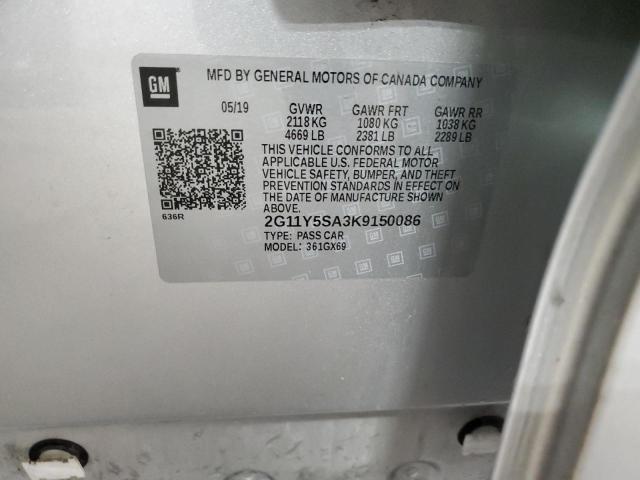 GM
MFD BY GENERAL MOTORS OF CANADA COMPANY
05/19 GVWR GAWR FRT GAWR RR
2118 KG 1080 KG 1038 KG
4669 LB 2381 LB 2289 LB
THIS VEHICLE CONFORMS TO ALL
APPLICABLE U.S. FEDERAL MOTOR
VEHICLE SAFETY, BUMPER, AND THEFT
PREVENTION STANDARDS IN EFFECT ON
THE DATE OF MANUFACTURE SHOWN
ABOVE.
636R
2G11Y5SA3K9150086
TYPE: PASS CAR
MODEL: 361GX69